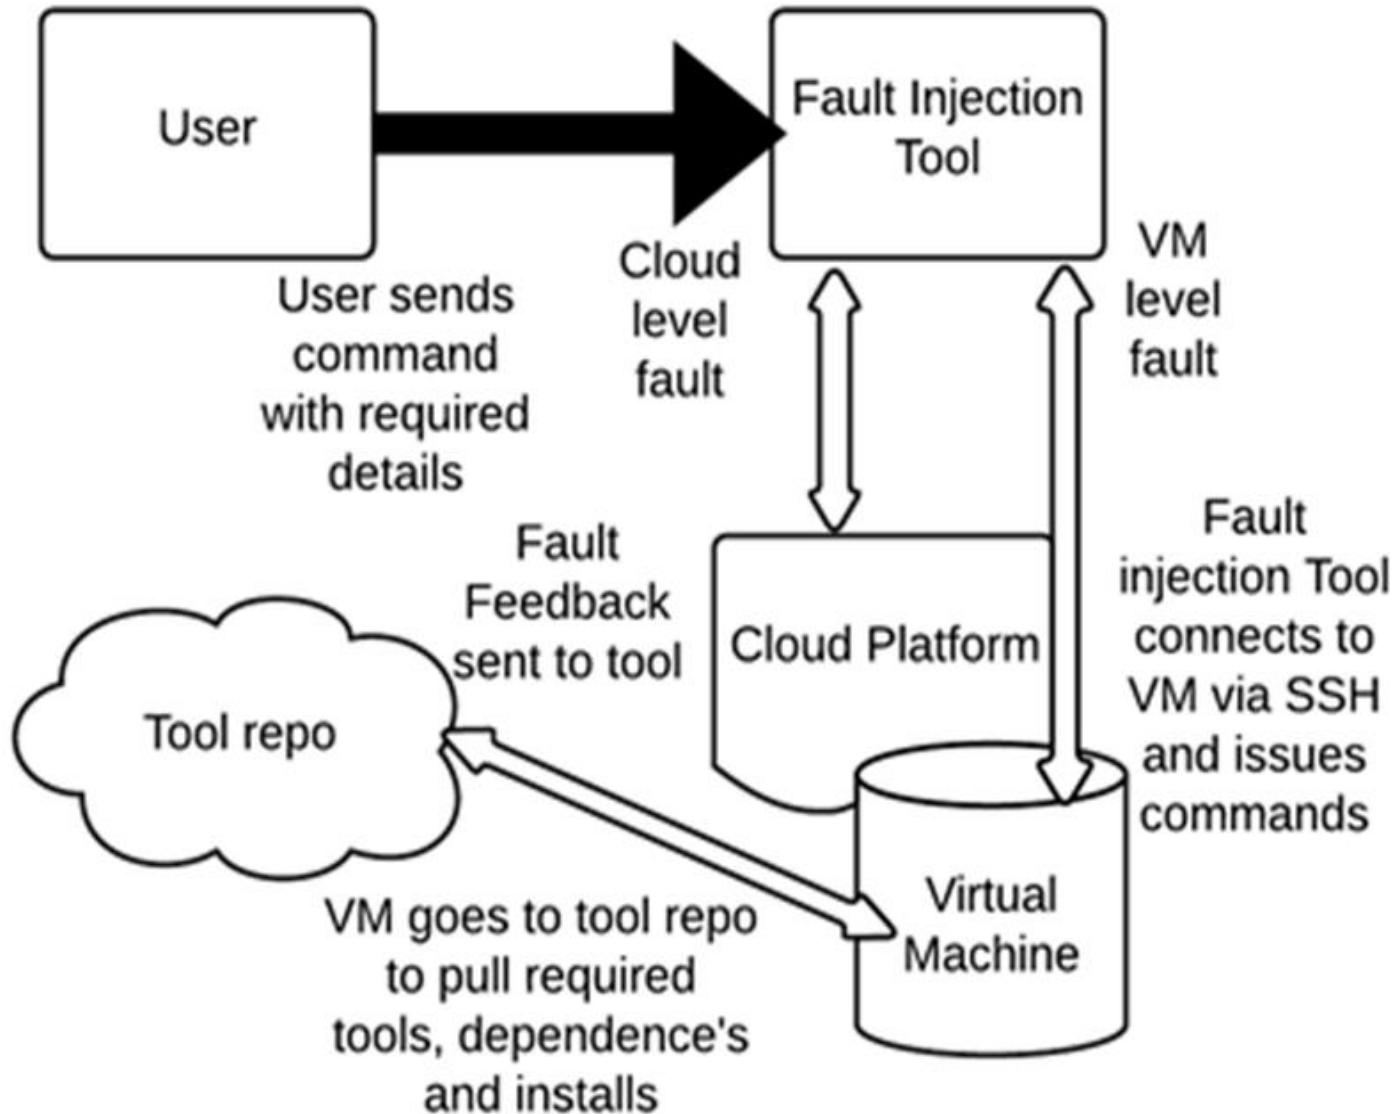 User
Fault Injection
Tool
User sends
command
with required
details
Cloud
level
fault
VM
level
fault
Fault
Feedback
sent to tool
Cloud Platform
Fault
injection Tool
connects to
VM via SSH
and issues
commands
Tool repo
Virtual
Machine
VM goes to tool repo
to pull required
tools, dependence's
and installs